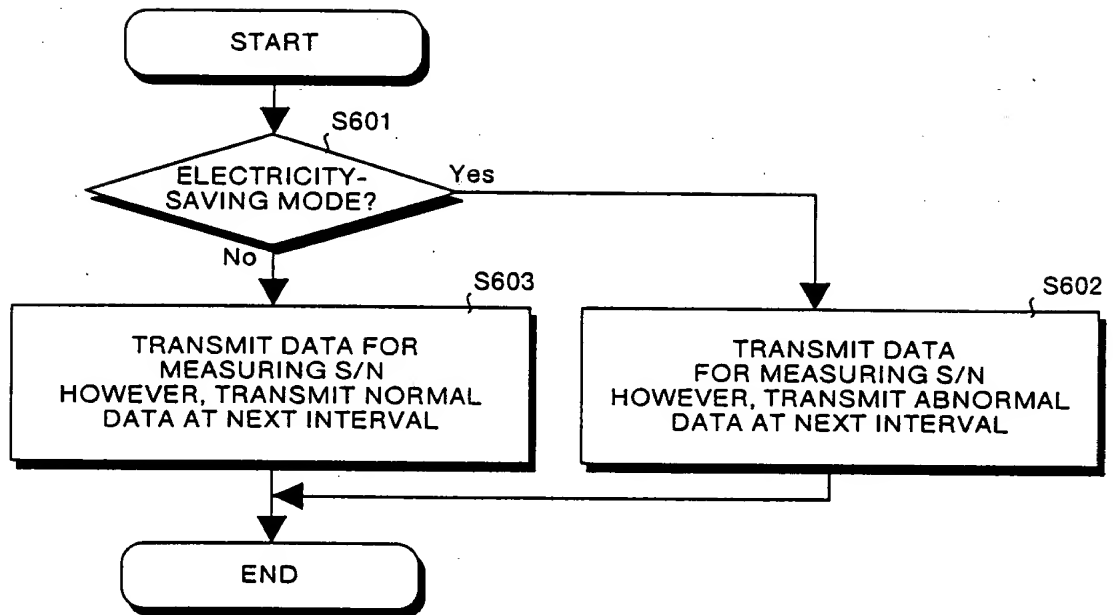 START
S601
ELECTRICITY-
SAVING MODE?
Yes
No
S603
TRANSMIT DATA FOR
MEASURING S/N
HOWEVER, TRANSMIT NORMAL
DATA AT NEXT INTERVAL
S602
TRANSMIT DATA
FOR MEASURING S/N
HOWEVER, TRANSMIT ABNORMAL
DATA AT NEXT INTERVAL
END